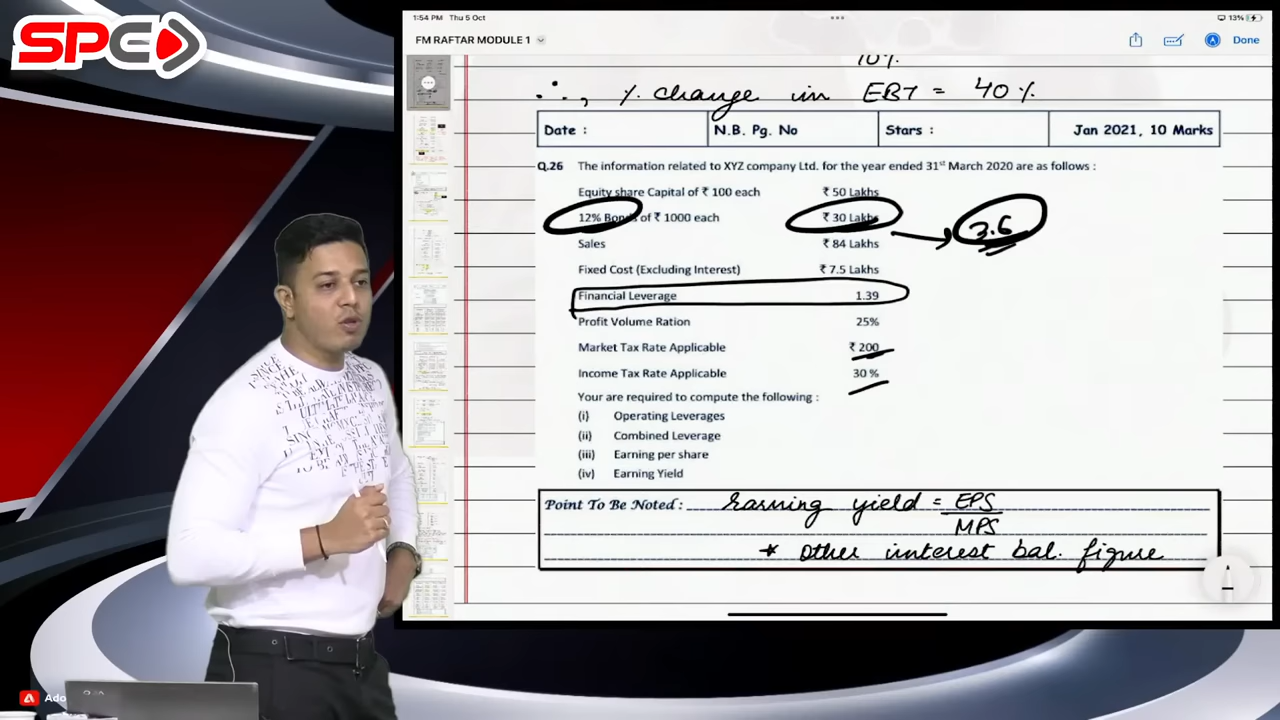 SPED
1:54 PM Thu 5 Oct
13%
FM RAFTAR MODULE 1
Done
10%
∴, % change in EBT = 40%
Date : N.B. Pg. No Stars : Jan 2021, 10 Marks
Q.26 The information related to XYZ company Ltd. for the year ended 31st March 2020 are as follows :
Equity share Capital of ₹ 100 each ₹ 50 Lakhs
12% Bonds of ₹ 1000 each ₹ 30 Lakhs 3.6
Sales ₹ 84 Lakhs
Fixed Cost (Excluding Interest) ₹ 7.5 Lakhs
Financial Leverage 1.39
Profit Volume Ration 25%
Market Tax Rate Applicable ₹ 200
Income Tax Rate Applicable 30 %
Your are required to compute the following :
(i) Operating Leverages
(ii) Combined Leverage
(iii) Earning per share
(iv) Earning Yield
Point To Be Noted : Earning yield = EPS
MPS
* Other interest bal. figure
Ado